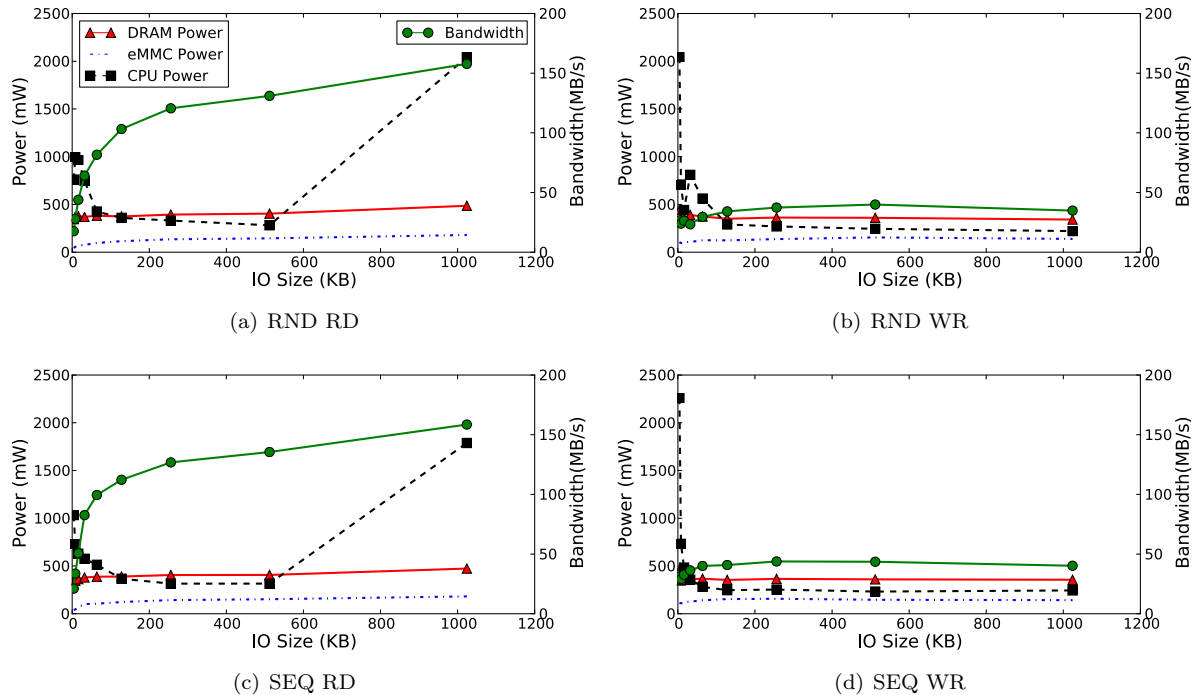 2500
2000
1500
1000
500
0
Power (mW)
DRAM Power
eMMC Power
CPU Power
Bandwidth
200
150
100
50
0
Bandwidth(MB/s)
0 200 400 600 800 1000 1200
IO Size (KB)
(a) RND RD
2500
2000
1500
1000
500
0
Power (mW)
200
150
100
50
0
Bandwidth(MB/s)
0 200 400 600 800 1000 1200
IO Size (KB)
(b) RND WR
2500
2000
1500
1000
500
0
Power (mW)
200
150
100
50
0
Bandwidth(MB/s)
0 200 400 600 800 1000 1200
IO Size (KB)
(c) SEQ RD
2500
2000
1500
1000
500
0
Power (mW)
200
150
100
50
0
Bandwidth(MB/s)
0 200 400 600 800 1000 1200
IO Size (KB)
(d) SEQ WR